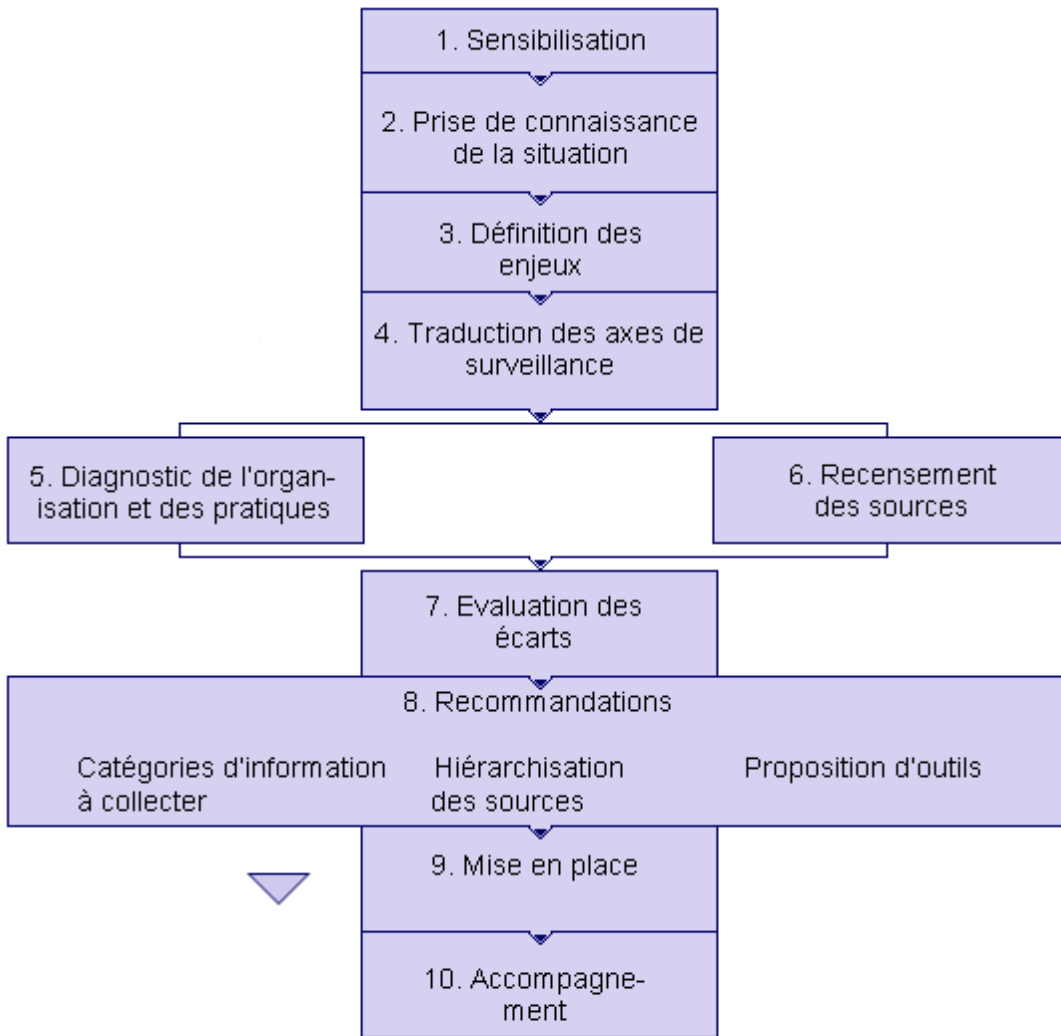 1. Sensibilisation
2. Prise de connaissance
de la situation
3. Définition des
enjeux
4. Traduction des axes de
surveillance
5. Diagnostic de l'organ-
isation et des pratiques
6. Recensement
des sources
7. Evaluation des
écarts
8. Recommandations
Catégories d'information
à collecter
Hiérarchisation
des sources
Proposition d'outils
9. Mise en place
10. Accompagne-
ment